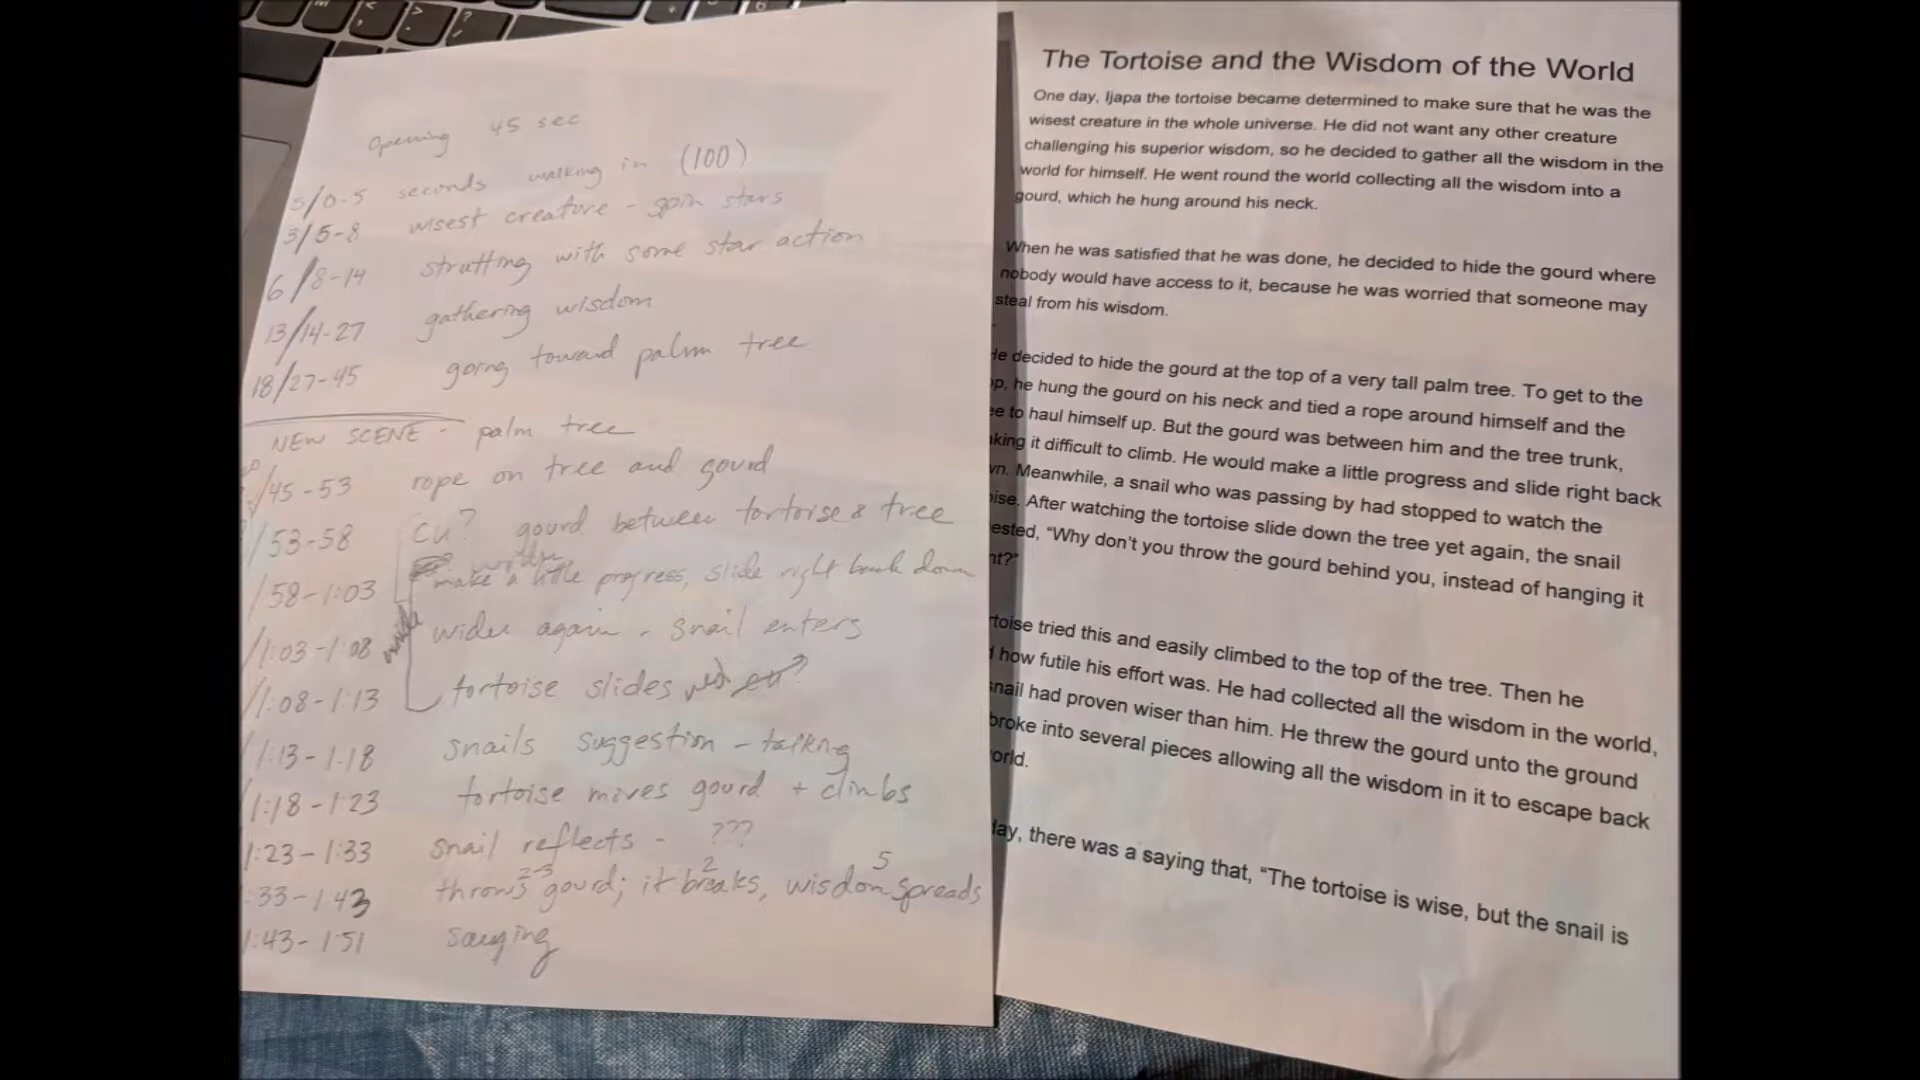 opening 45 sec
5/0-5 seconds walking in (100)
3/5-8 wisest creature - spin stars
6/8-14 strutting with some star action
13/14-27 gathering wisdom
18/27-45 going toward palm tree
NEW SCENE - palm tree
/45-53 rope on tree and gourd
/53-58 CU? gourd between tortoise & tree
/58-1:03 make a little progress, slide right back down
/1:03-1:08 wider again - snail enters
/1:08-1:13 tortoise slides
/1:13-1:18 snails suggestion - talkng
1:18-1:23 tortoise moves gourd + climbs
1:23-1:33 snail reflects - ???
2-3 2 5
:33-1:43 throws gourd; it breaks, wisdom spreads
1:43-1:51 saying
The Tortoise and the Wisdom of the World
One day, Ijapa the tortoise became determined to make sure that he was the
wisest creature in the whole universe. He did not want any other creature
challenging his superior wisdom, so he decided to gather all the wisdom in the
world for himself. He went round the world collecting all the wisdom into a
gourd, which he hung around his neck.
When he was satisfied that he was done, he decided to hide the gourd where
nobody would have access to it, because he was worried that someone may
steal from his wisdom.
He decided to hide the gourd at the top of a very tall palm tree. To get to the
op, he hung the gourd on his neck and tied a rope around himself and the
ee to haul himself up. But the gourd was between him and the tree trunk,
aking it difficult to climb. He would make a little progress and slide right back
wn. Meanwhile, a snail who was passing by had stopped to watch the
oise. After watching the tortoise slide down the tree yet again, the snail
ested, “Why don’t you throw the gourd behind you, instead of hanging it
nt?”
rtoise tried this and easily climbed to the top of the tree. Then he
d how futile his effort was. He had collected all the wisdom in the world,
snail had proven wiser than him. He threw the gourd unto the ground
broke into several pieces allowing all the wisdom in it to escape back
orld.
day, there was a saying that, “The tortoise is wise, but the snail is